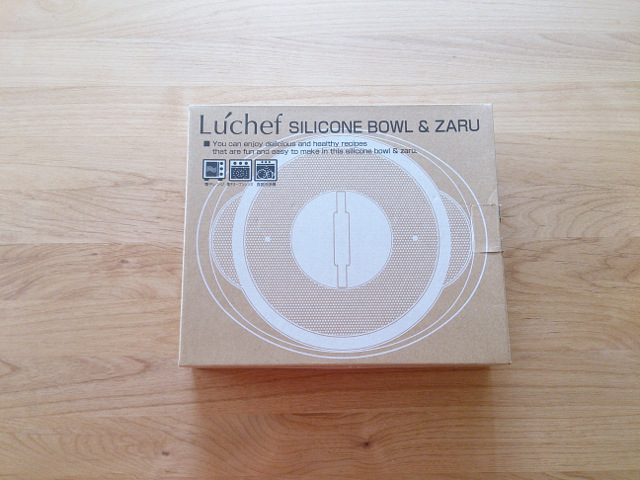 Lúchef SILICONE BOWL & ZARU
■ You can enjoy delicious and healthy recipes
that are fun and easy to make in this silicone bowl & zaru.